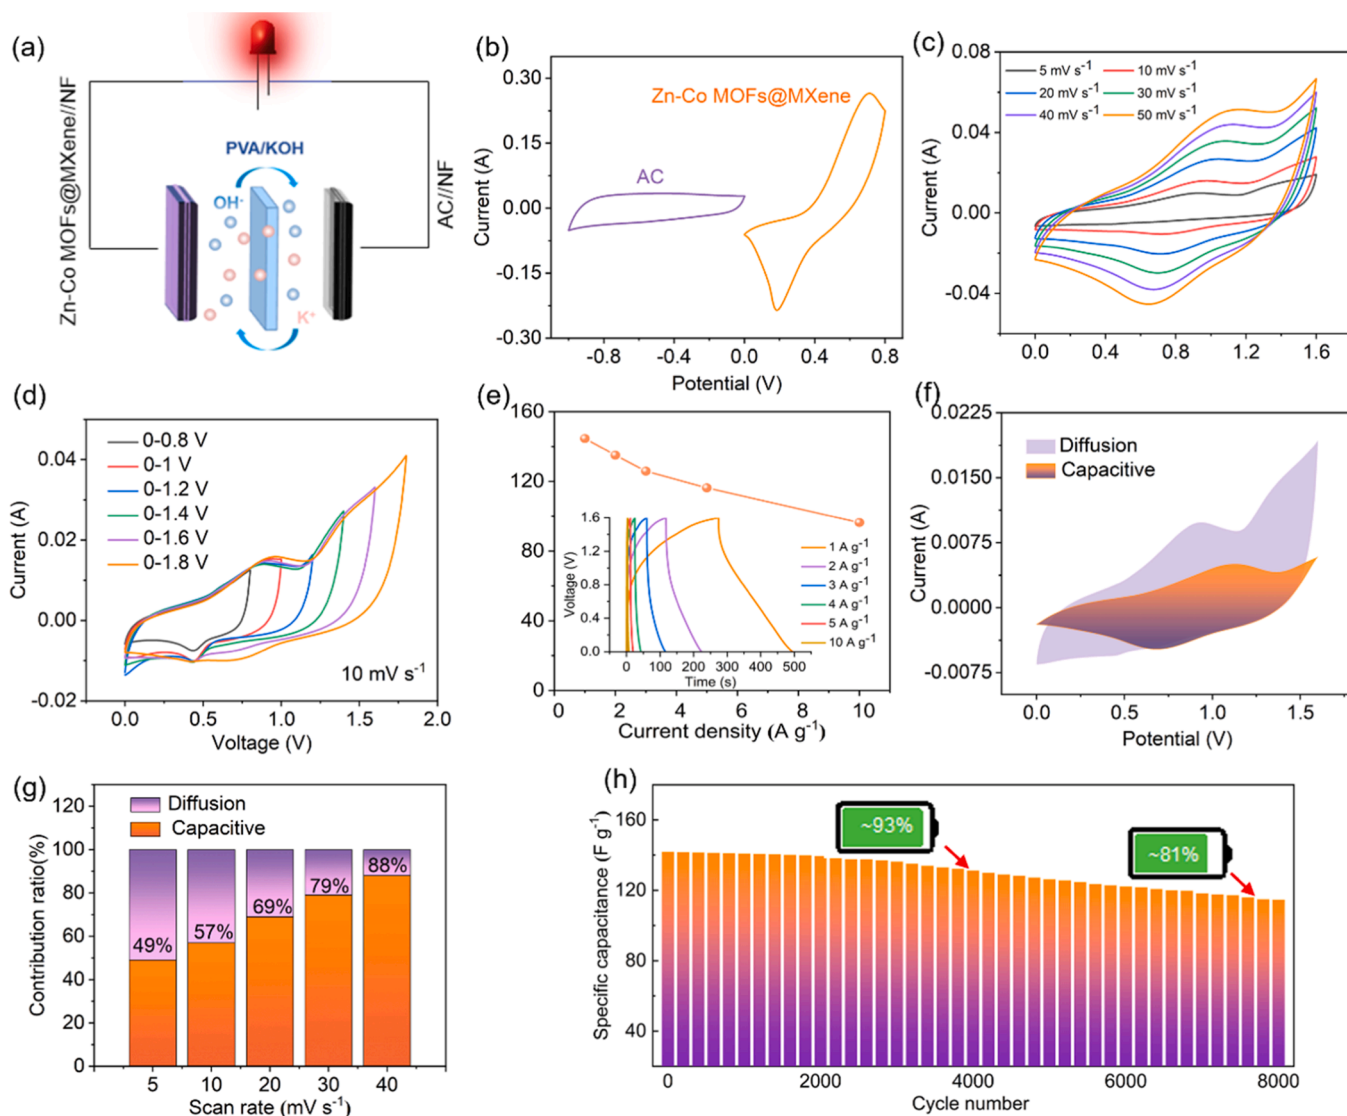 (a)
Zn-Co MOFs@MXene//NF
PVA/KOH
OH-
K+
AC//NF
(b)
Current (A)
0.30
0.15
0.00
-0.15
-0.30
Zn-Co MOFs@MXene
AC
-0.8 -0.4 0.0 0.4 0.8
Potential (V)
(c)
Current (A)
0.08
0.04
0.00
-0.04
5 mV s-1 10 mV s-1
20 mV s-1 30 mV s-1
40 mV s-1 50 mV s-1
0.0 0.4 0.8 1.2 1.6
(d)
Current (A)
0.04
0.02
0.00
-0.02
0-0.8 V
0-1 V
0-1.2 V
0-1.4 V
0-1.6 V
0-1.8 V
10 mV s-1
0.0 0.5 1.0 1.5 2.0
Voltage (V)
(e)
160
120
80
40
0
Voltage (V)
1.6
1.2
0.8
0.4
0.0
1 A g-1
2 A g-1
3 A g-1
4 A g-1
5 A g-1
10 A g-1
0 100 200 300 400 500
Time (s)
0 2 4 6 8 10
Current density (A g-1)
(f)
Current (A)
0.0225
0.0150
0.0075
0.0000
-0.0075
Diffusion
Capacitive
0.0 0.5 1.0 1.5
Potential (V)
(g)
Contribution ratio(%)
120
100
80
60
40
20
0
Diffusion
Capacitive
49%
57%
69%
79%
88%
5 10 20 30 40
Scan rate (mV s-1)
(h)
Specific capacitance (F g-1)
160
120
80
40
~93%
~81%
0 2000 4000 6000 8000
Cycle number